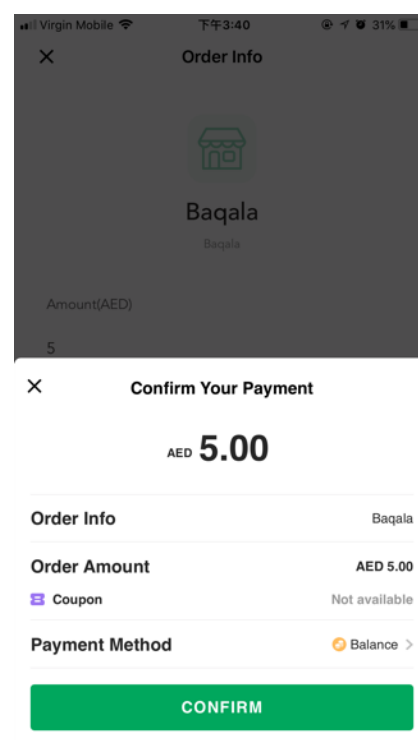 Virgin Mobile 下午3:40 31%
Order Info
Baqala
Baqala
Amount(AED)
5
Confirm Your Payment
AED 5.00
Order Info Baqala
Order Amount AED 5.00
Coupon Not available
Payment Method Balance >
CONFIRM